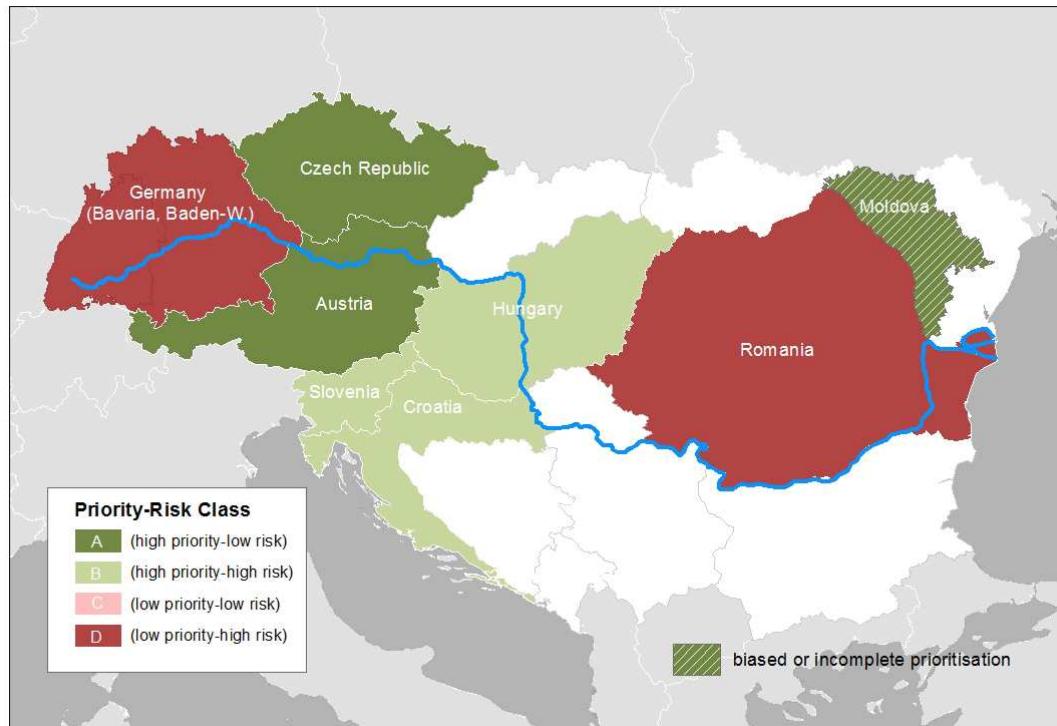 Czech Republic
Germany
(Bavaria, Baden-W.)
Moldova
Austria
Hungary
Romania
Slovenia
Croatia
Priority-Risk Class
A (high priority-low risk)
B (high priority-high risk)
C (low priority-low risk)
D (low priority-high risk)
biased or incomplete prioritisation